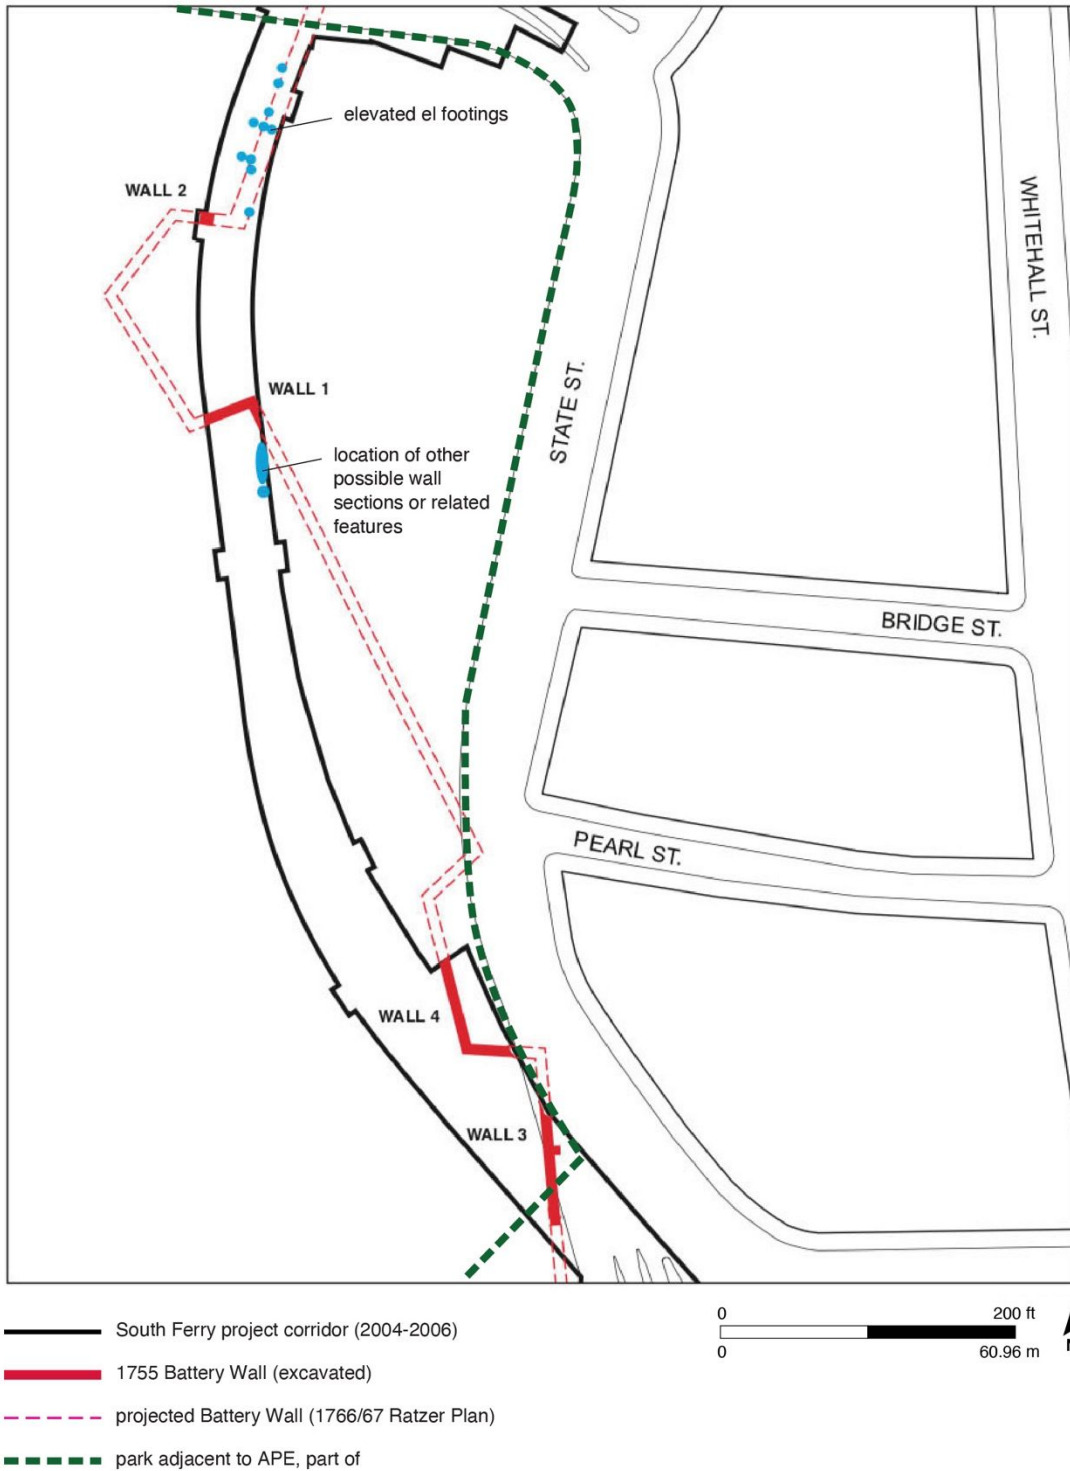 elevated el footings
WALL 2
WHITEHALL ST.
WALL 1
STATE ST.
location of other
possible wall
sections or related
features
BRIDGE ST.
PEARL ST.
WALL 4
WALL 3
0 200 ft
0 60.96 m
South Ferry project corridor (2004-2006)
1755 Battery Wall (excavated)
projected Battery Wall (1766/67 Ratzer Plan)
park adjacent to APE, part of